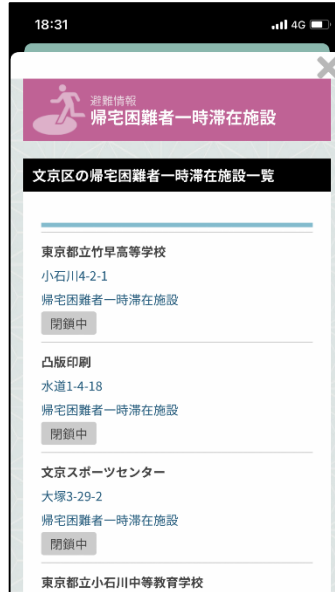 18:31
4G
避難情報
帰宅困難者一時滞在施設
文京区の帰宅困難者一時滞在施設一覧
東京都立竹早高等学校
小石川4-2-1
帰宅困難者一時滞在施設
閉鎖中
凸版印刷
水道1-4-18
帰宅困難者一時滞在施設
閉鎖中
文京スポーツセンター
大塚3-29-2
帰宅困難者一時滞在施設
閉鎖中
東京都立小石川中等教育学校